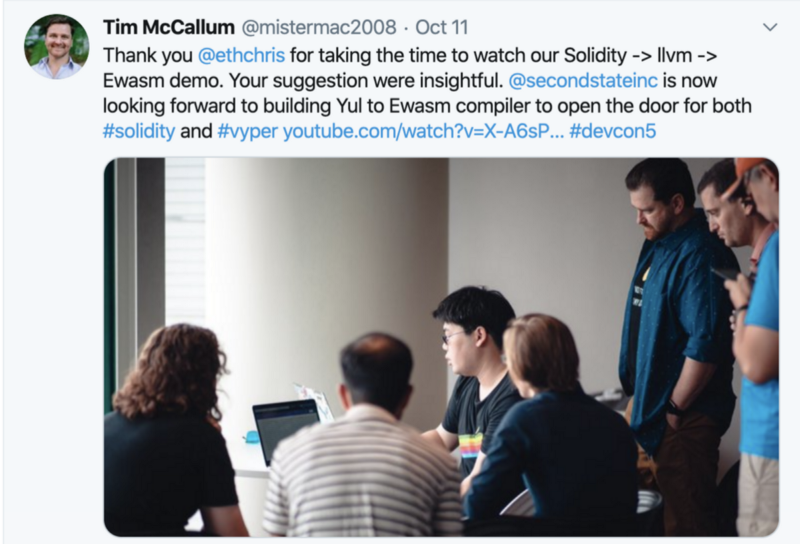 Tim McCallum @mistermac2008 · Oct 11
Thank you @ethchris for taking the time to watch our Solidity -> llvm ->
Ewasm demo. Your suggestion were insightful. @secondstateinc is now
looking forward to building Yul to Ewasm compiler to open the door for both
#solidity and #vyper youtube.com/watch?v=X-A6sP... #devcon5